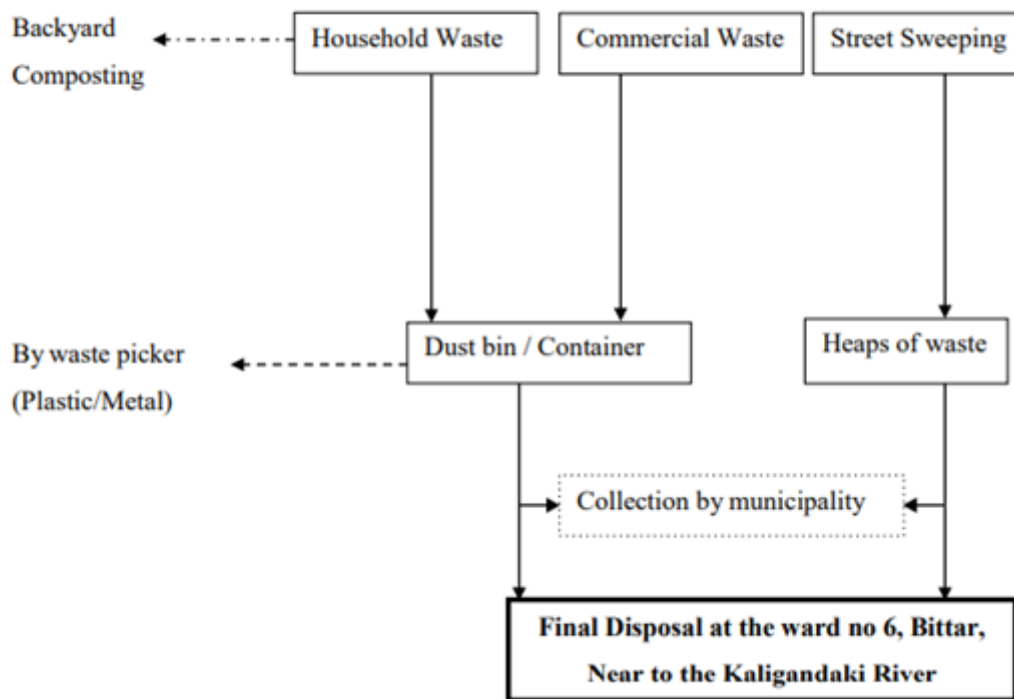 Backyard
Composting
Household Waste
Commercial Waste
Street Sweeping
By waste picker
(Plastic/Metal)
Dust bin / Container
Heaps of waste
Collection by municipality
Final Disposal at the ward no 6, Bittar,
Near to the Kaligandaki River